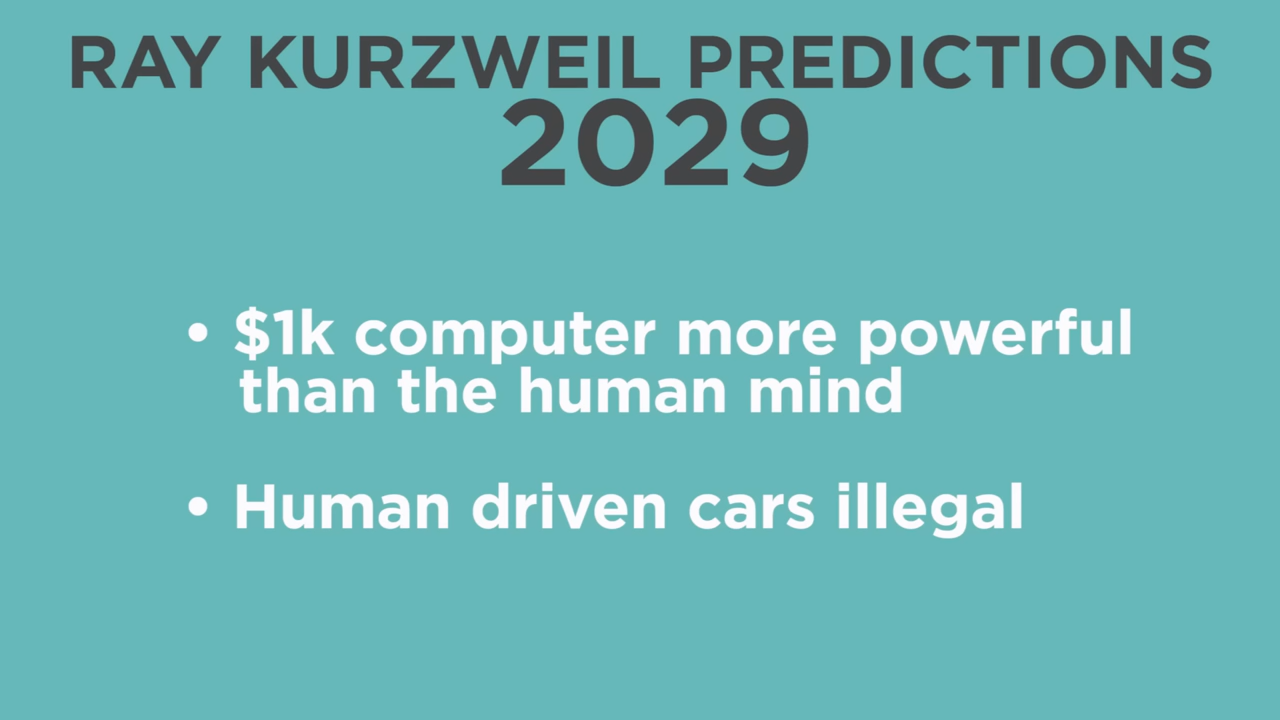 RAY KURZWEIL PREDICTIONS
2029
• $1k computer more powerful
than the human mind
• Human driven cars illegal